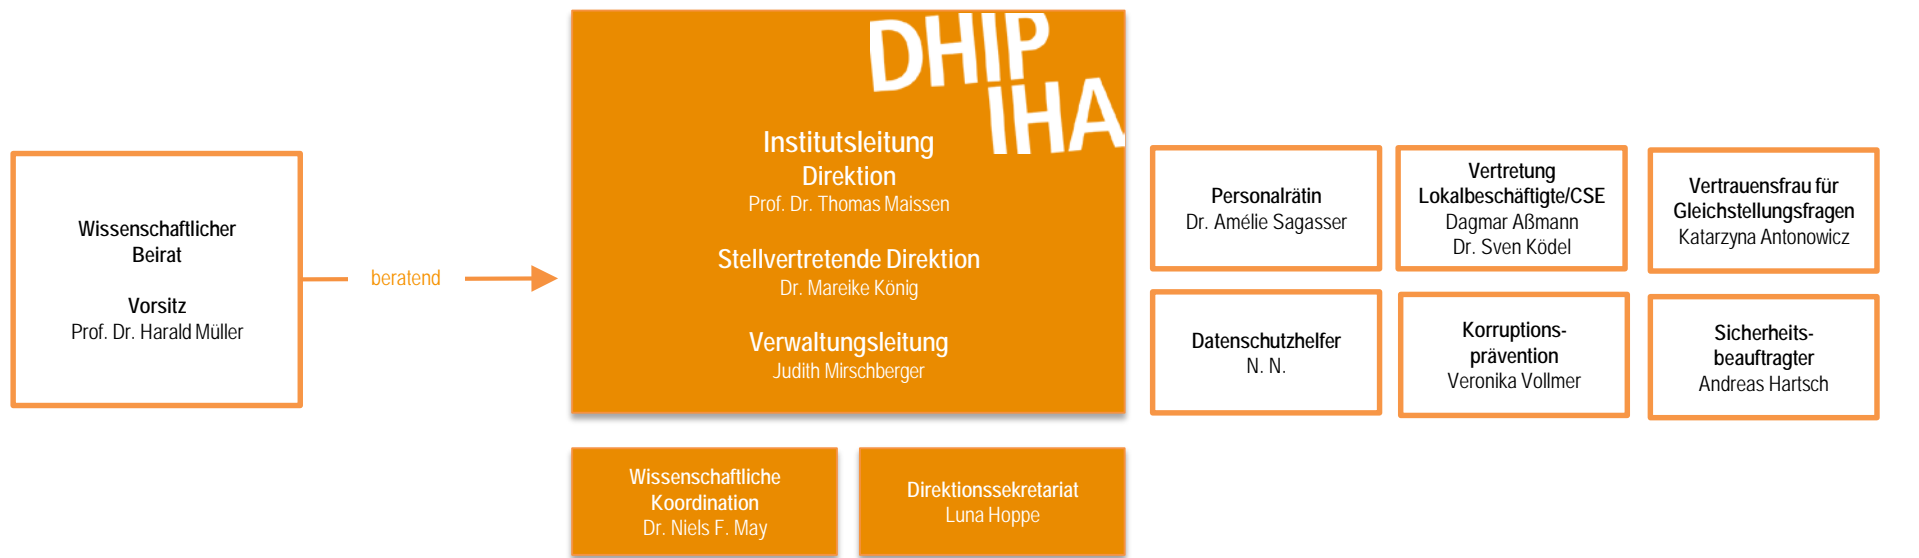 DHIP
IHA
Wissenschaftlicher
Beirat
Vorsitz
Prof. Dr. Harald Müller
beratend
Institutsleitung
Direktion
Prof. Dr. Thomas Maissen
Stellvertretende Direktion
Dr. Mareike König
Verwaltungsleitung
Judith Mirschberger
Personalrätin
Dr. Amélie Sagasser
Vertretung
Lokalbeschäftigte/CSE
Dagmar Aßmann
Dr. Sven Ködel
Vertrauensfrau für
Gleichstellungsfragen
Katarzyna Antonowicz
Datenschutzhelfer
N. N.
Korruptions-
prävention
Veronika Vollmer
Sicherheits-
beauftragter
Andreas Hartsch
Wissenschaftliche
Koordination
Dr. Niels F. May
Direktionssekretariat
Luna Hoppe